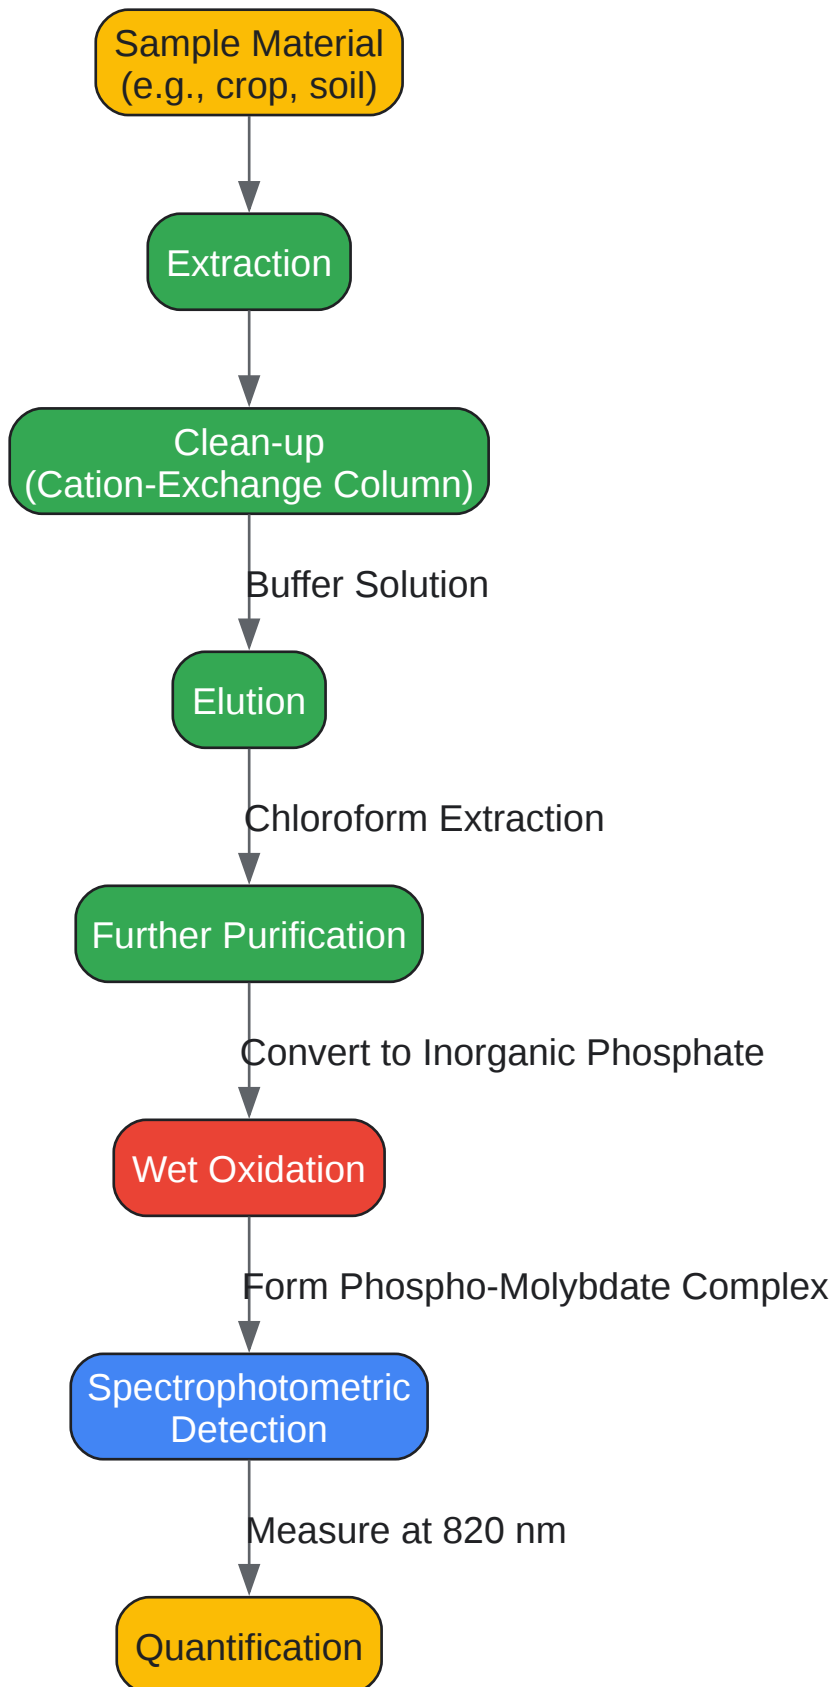 Sample Material
(e.g., crop, soil)
Extraction
Clean-up
(Cation-Exchange Column)
Buffer Solution
Elution
Chloroform Extraction
Further Purification
Convert to Inorganic Phosphate
Wet Oxidation
Form Phospho-Molybdate Complex
Spectrophotometric
Detection
Measure at 820 nm
Quantification